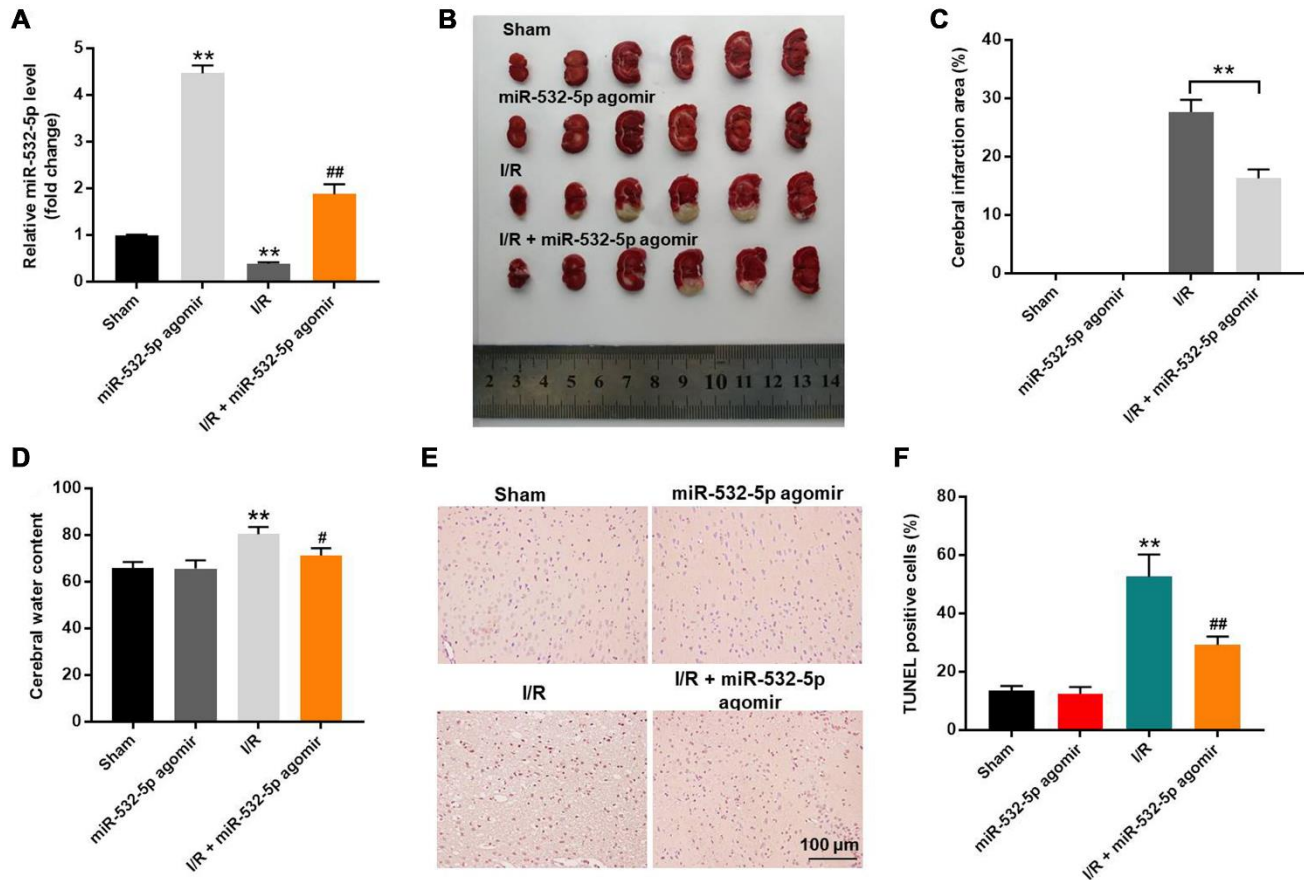 A
Relative miR-532-5p level
(fold change)
5
4
3
2
1
0
**
**
##
Sham
miR-532-5p agomir
I/R
I/R + miR-532-5p agomir
B
Sham
miR-532-5p agomir
I/R
I/R + miR-532-5p agomir
2 3 4 5 6 7 8 9 10 11 12 13 14
C
Cerebral infarction area (%)
40
30
20
10
0
**
Sham
miR-532-5p agomir
I/R
I/R + miR-532-5p agomir
D
Cerebral water content
100
80
60
40
20
0
**
#
Sham
miR-532-5p agomir
I/R
I/R + miR-532-5p agomir
E
Sham
miR-532-5p agomir
I/R
I/R + miR-532-5p
agomir
100 μm
F
TUNEL positive cells (%)
80
60
40
20
0
**
##
Sham
miR-532-5p agomir
I/R
I/R + miR-532-5p agomir